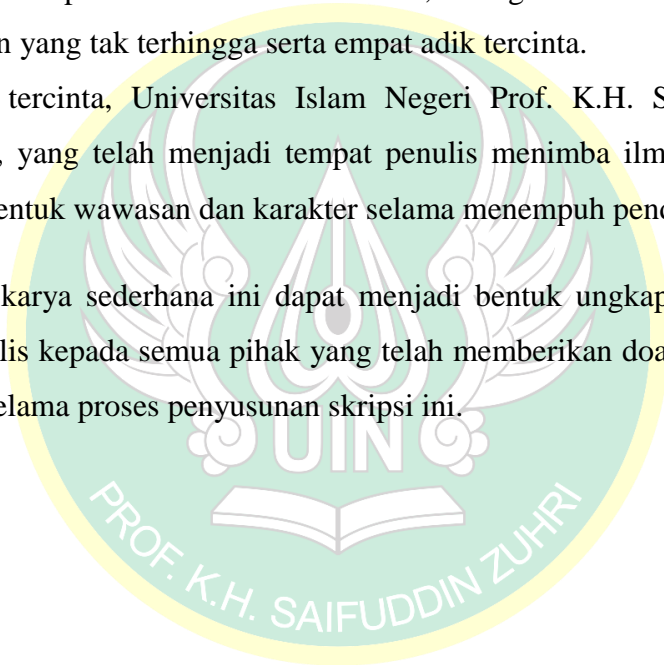 yang tak terhingga serta empat adik tercinta.
tercinta, Universitas Islam Negeri Prof. K.H. S
, yang telah menjadi tempat penulis menimba ilm
entuk wawasan dan karakter selama menempuh pend
karya sederhana ini dapat menjadi bentuk ungkap
lis kepada semua pihak yang telah memberikan doa
elama proses penyusunan skripsi ini.
UIN
PROF. K.H. SAIFUDDIN ZUHRI